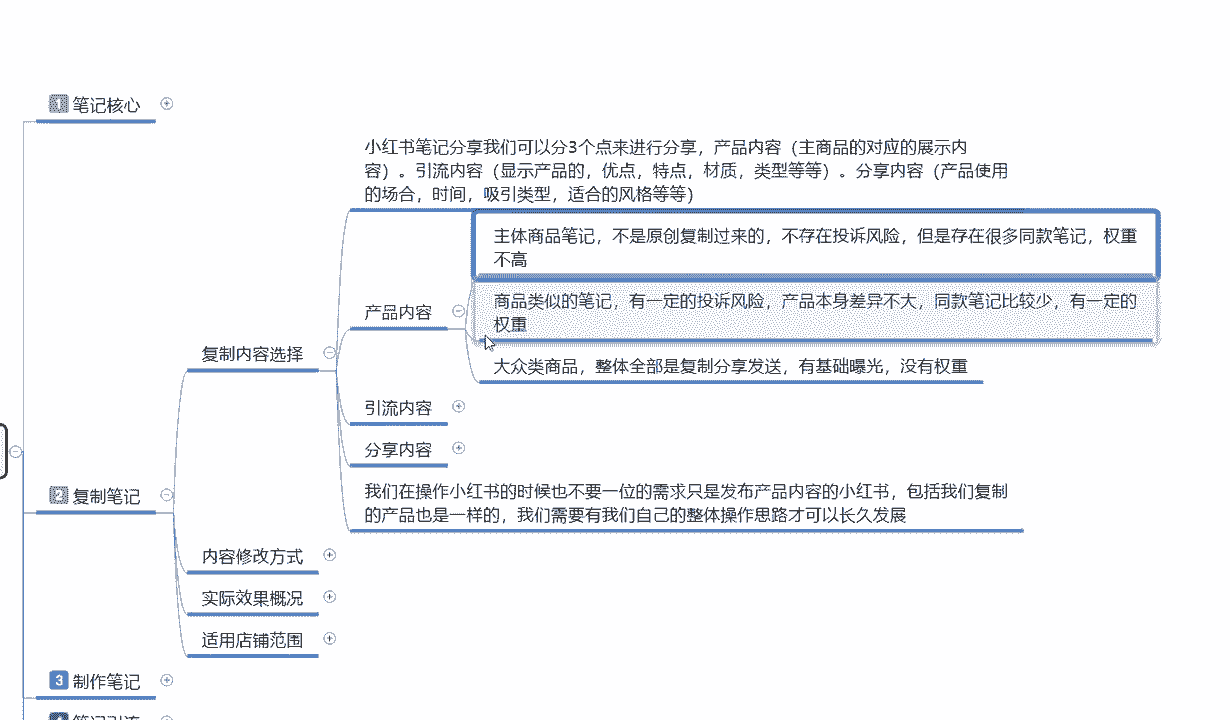 1 笔记核心
小红书笔记分享我们可以分3个点来进行分享，产品内容（主商品的对应的展示内
容）。引流内容（显示产品的，优点，特点，材质，类型等等）。分享内容（产品使用
的场合，时间，吸引类型，适合的风格等等）
主体商品笔记，不是原创复制过来的，不存在投诉风险，但是存在很多同款笔记，权重
不高
产品内容
商品类似的笔记，有一定的投诉风险，产品本身差异不大，同款笔记比较少，有一定的
权重
复制内容选择
大众类商品，整体全部是复制分享发送，有基础曝光，没有权重
引流内容
分享内容
2 复制笔记
我们在操作小红书的时候也不要一位的需求只是发布产品内容的小红书，包括我们复制
的产品也是一样的，我们需要有我们自己的整体操作思路才可以长久发展
内容修改方式
实际效果概况
适用店铺范围
3 制作笔记